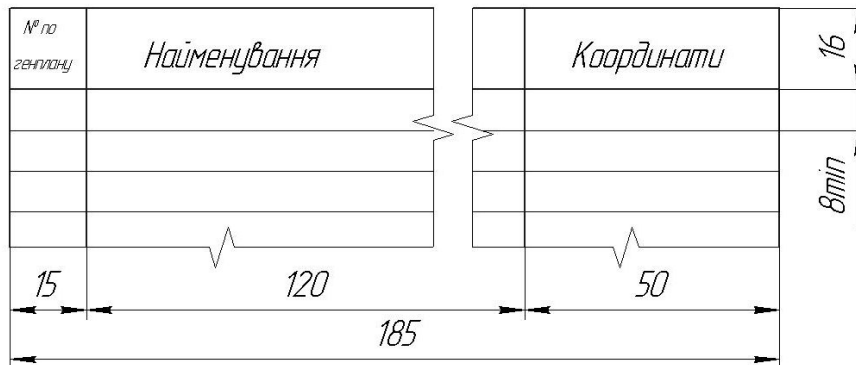 № по
генплану
Найменування
Координати
16
8min
15
120
50
185